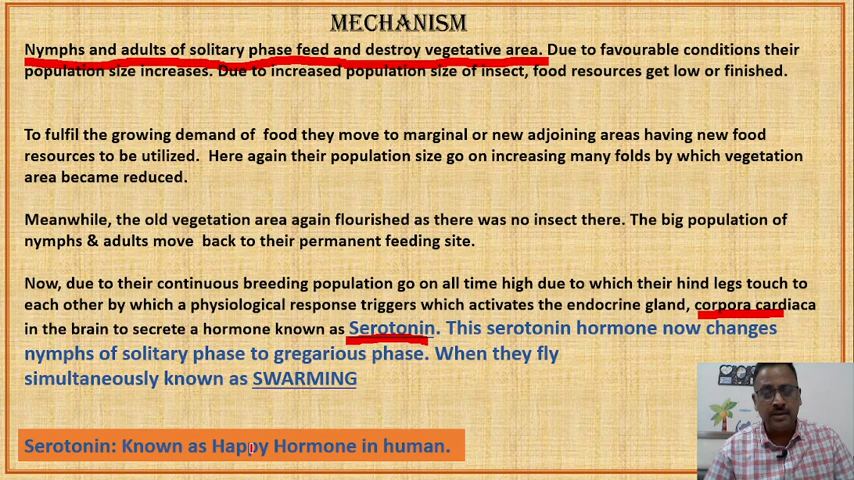 MECHANISM
Nymphs and adults of solitary phase feed and destroy vegetative area. Due to favourable conditions their
population size increases. Due to increased population size of insect, food resources get low or finished.
To fulfil the growing demand of food they move to marginal or new adjoining areas having new food
resources to be utilized. Here again their population size go on increasing many folds by which vegetation
area became reduced.
Meanwhile, the old vegetation area again flourished as there was no insect there. The big population of
nymphs & adults move back to their permanent feeding site.
Now, due to their continuous breeding population go on all time high due to which their hind legs touch to
each other by which a physiological response triggers which activates the endocrine gland, corpora cardiaca
in the brain to secrete a hormone known as Serotonin. This serotonin hormone now changes
nymphs of solitary phase to gregarious phase. When they fly
simultaneously known as SWARMING
Serotonin: Known as Happy Hormone in human.